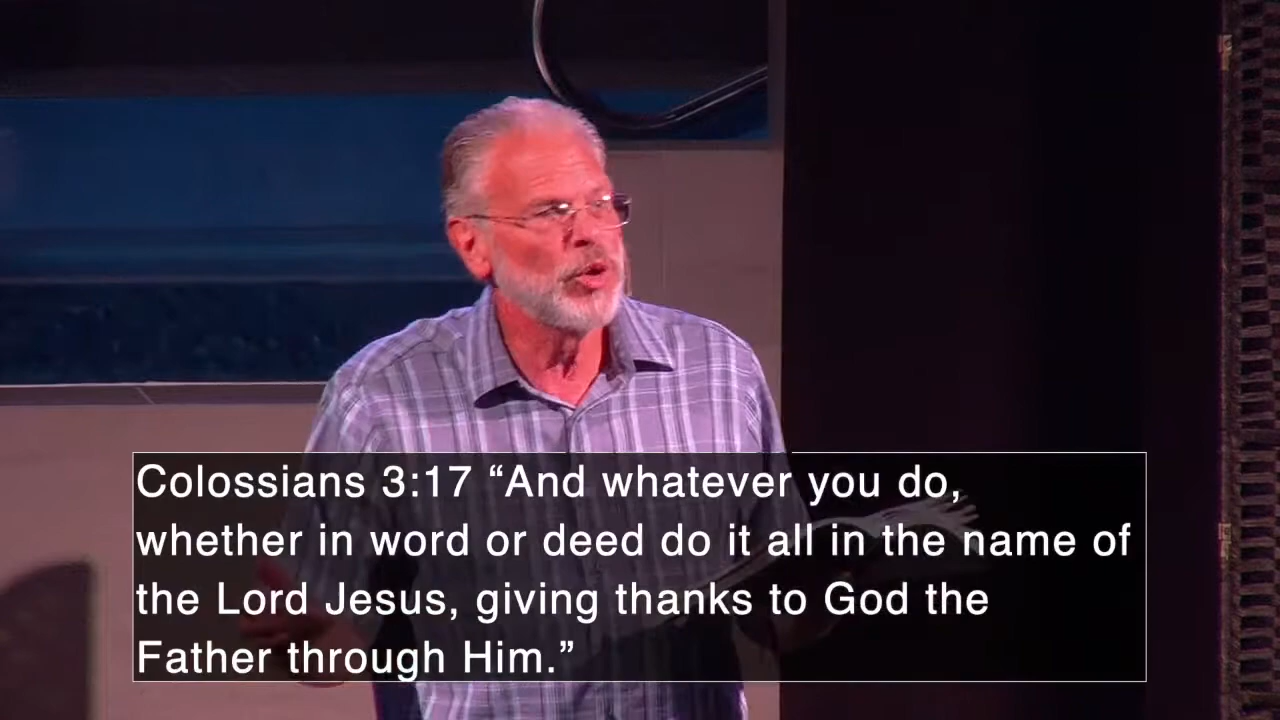 Colossians 3:17 “And whatever you do,
whether in word or deed do it all in the name of
the Lord Jesus, giving thanks to God the
Father through Him.”